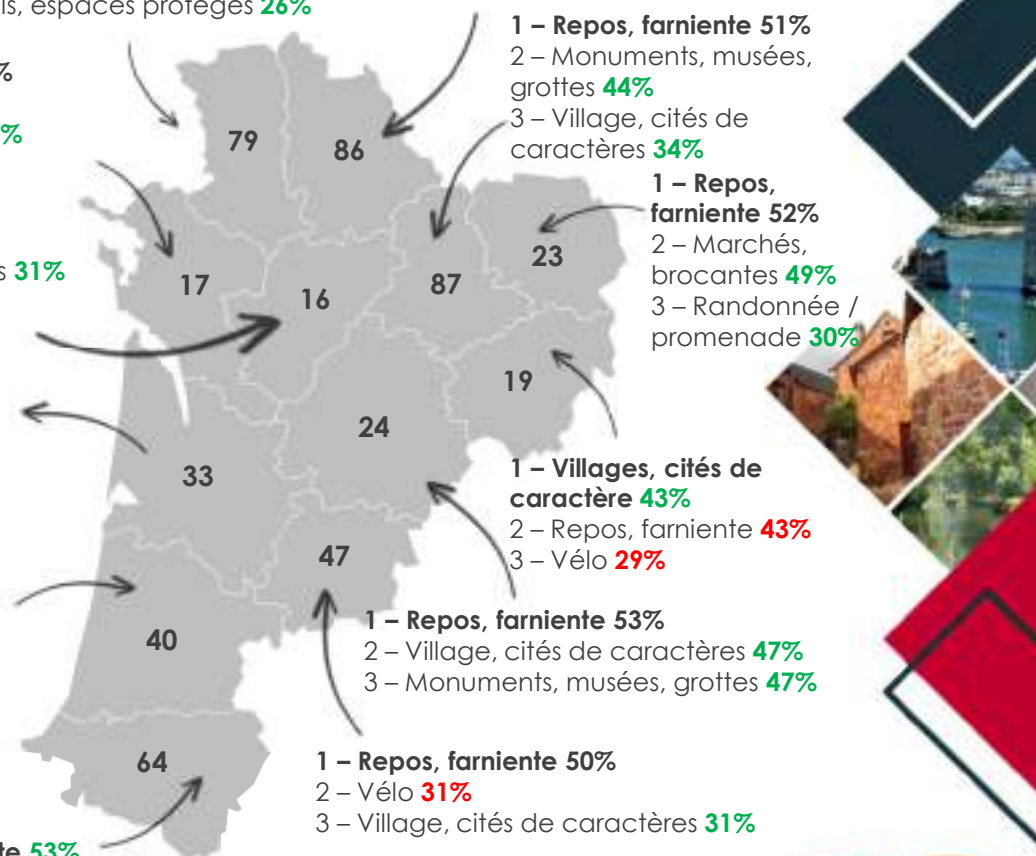 espaces protégés 26%
1 – Repos, farniente 51%
2 – Monuments, musées,
grottes 44%
3 – Village, cités de
caractères 34%
%
%
79
86
1 – Repos,
farniente 52%
2 – Marchés,
brocantes 49%
3 – Randonnée /
promenade 30%
31%
17
16
87
23
19
24
33
1 – Villages, cités de
caractère 43%
2 – Repos, farniente 43%
3 – Vélo 29%
47
1 – Repos, farniente 53%
2 – Village, cités de caractères 47%
3 – Monuments, musées, grottes 47%
40
64
1 – Repos, farniente 50%
2 – Vélo 31%
3 – Village, cités de caractères 31%
53%